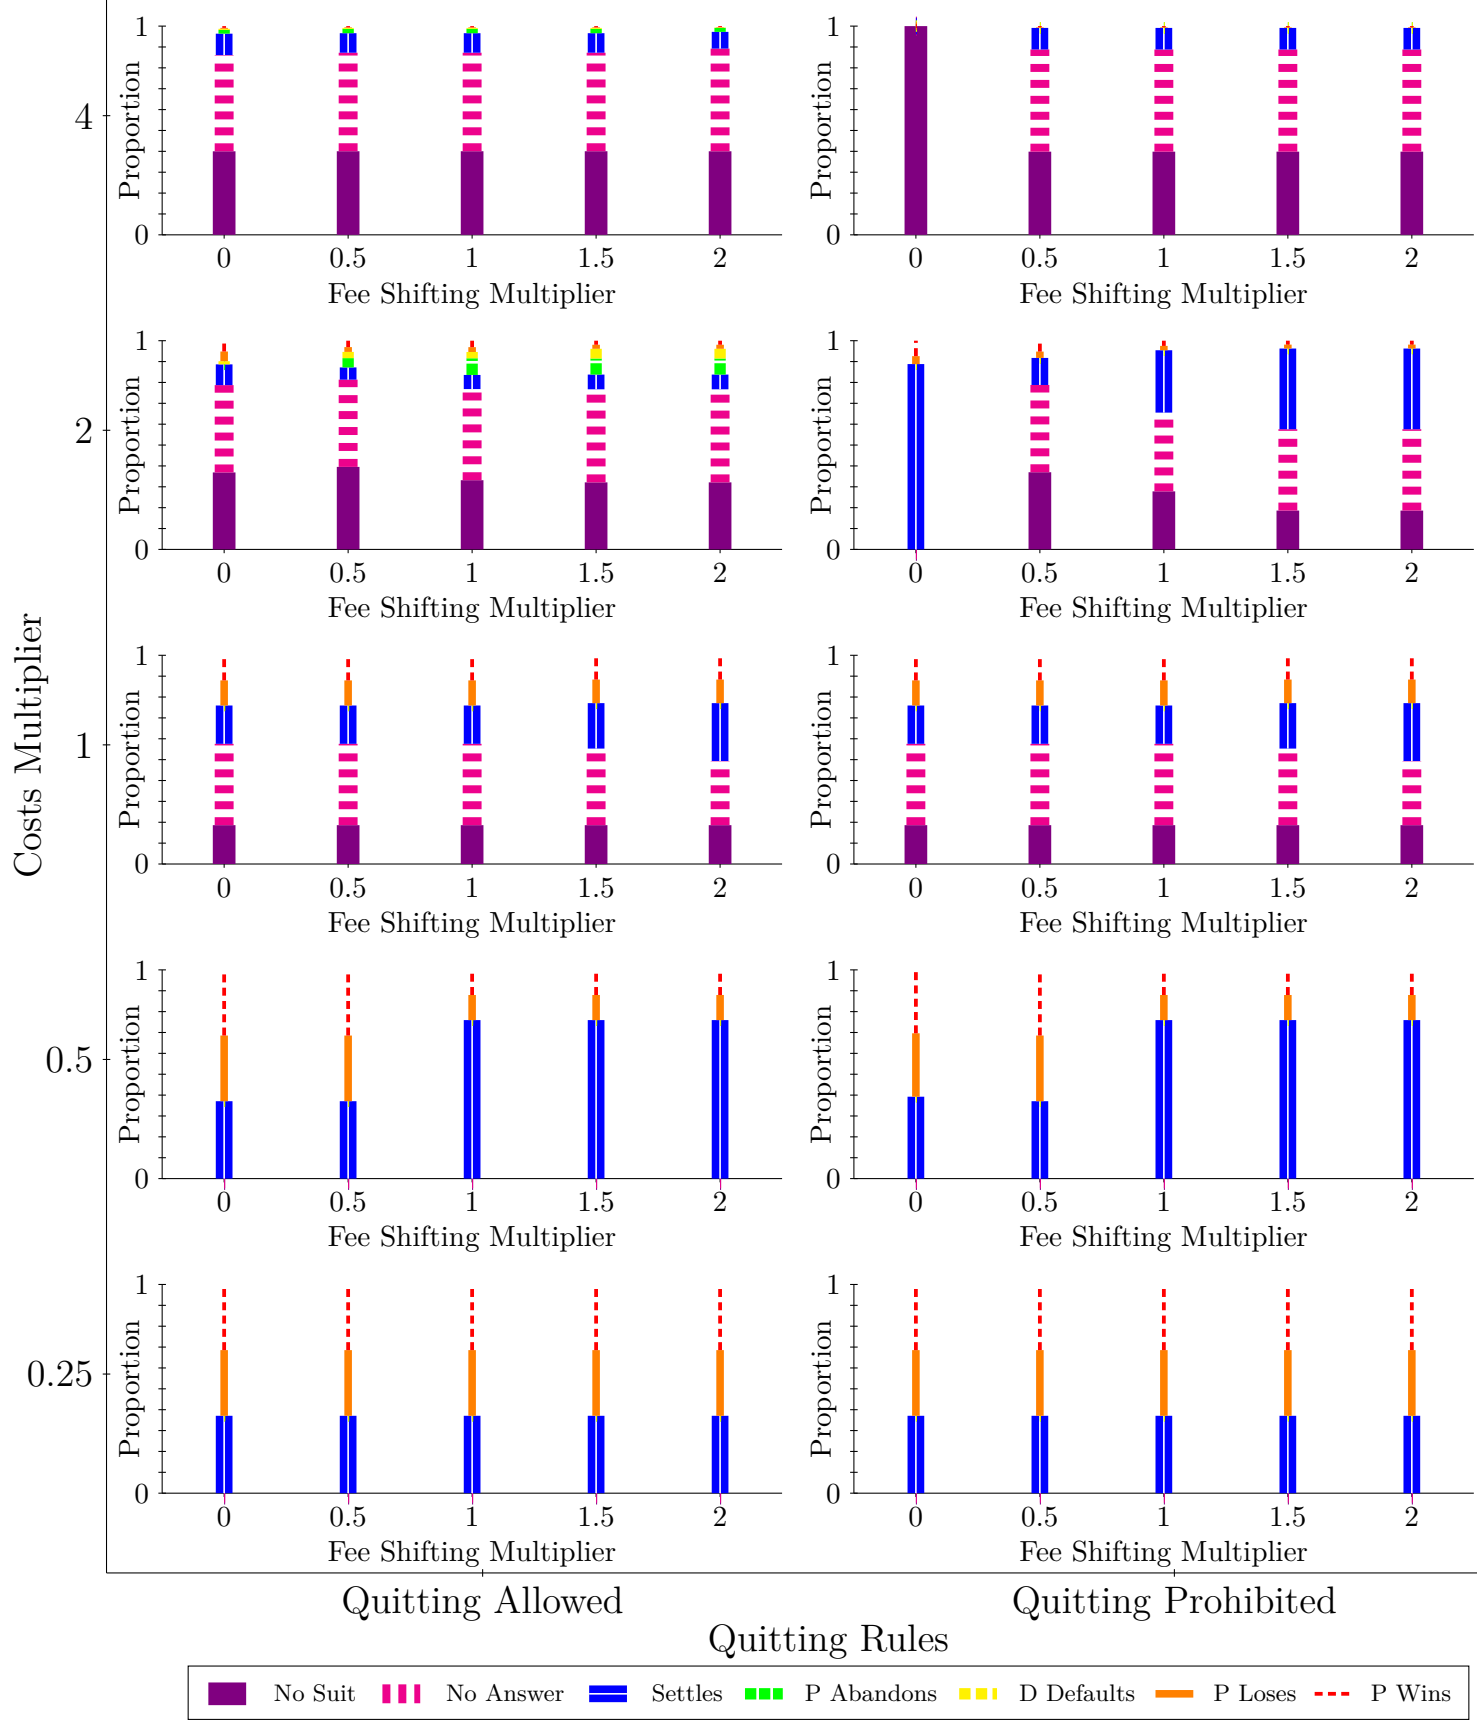 Costs Multiplier
4
Proportion
1
0
0 0.5 1 1.5 2
Fee Shifting Multiplier
Proportion
1
0
0 0.5 1 1.5 2
Fee Shifting Multiplier
2
Proportion
1
0
0 0.5 1 1.5 2
Fee Shifting Multiplier
Proportion
1
0
0 0.5 1 1.5 2
Fee Shifting Multiplier
1
Proportion
1
0
0 0.5 1 1.5 2
Fee Shifting Multiplier
Proportion
1
0
0 0.5 1 1.5 2
Fee Shifting Multiplier
0.5
Proportion
1
0
0 0.5 1 1.5 2
Fee Shifting Multiplier
Proportion
1
0
0 0.5 1 1.5 2
Fee Shifting Multiplier
0.25
Proportion
1
0
0 0.5 1 1.5 2
Fee Shifting Multiplier
Proportion
1
0
0 0.5 1 1.5 2
Fee Shifting Multiplier
Quitting Allowed Quitting Prohibited
Quitting Rules
No Suit No Answer Settles P Abandons D Defaults P Loses P Wins